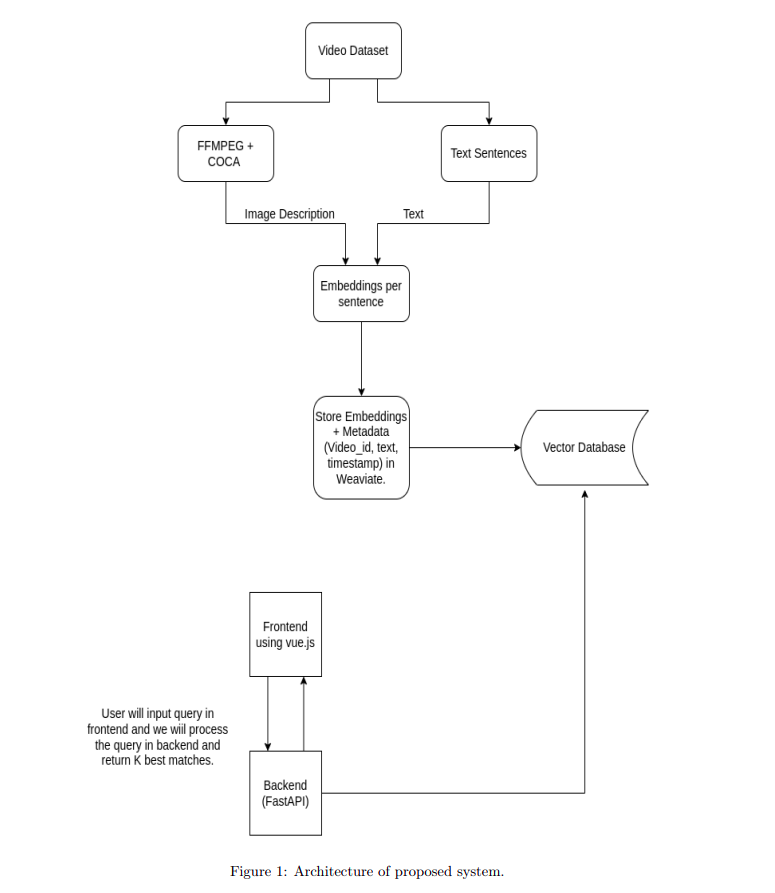 Video Dataset
FFMPEG +
COCA
Text Sentences
Image Description
Text
Embeddings per
sentence
Store Embeddings
+ Metadata
(Video_id, text,
timestamp) in
Weaviate.
Vector Database
Frontend
using vue.js
User will input query in
frontend and we wiil process
the query in backend and
return K best matches.
Backend
(FastAPI)
Figure 1: Architecture of proposed system.